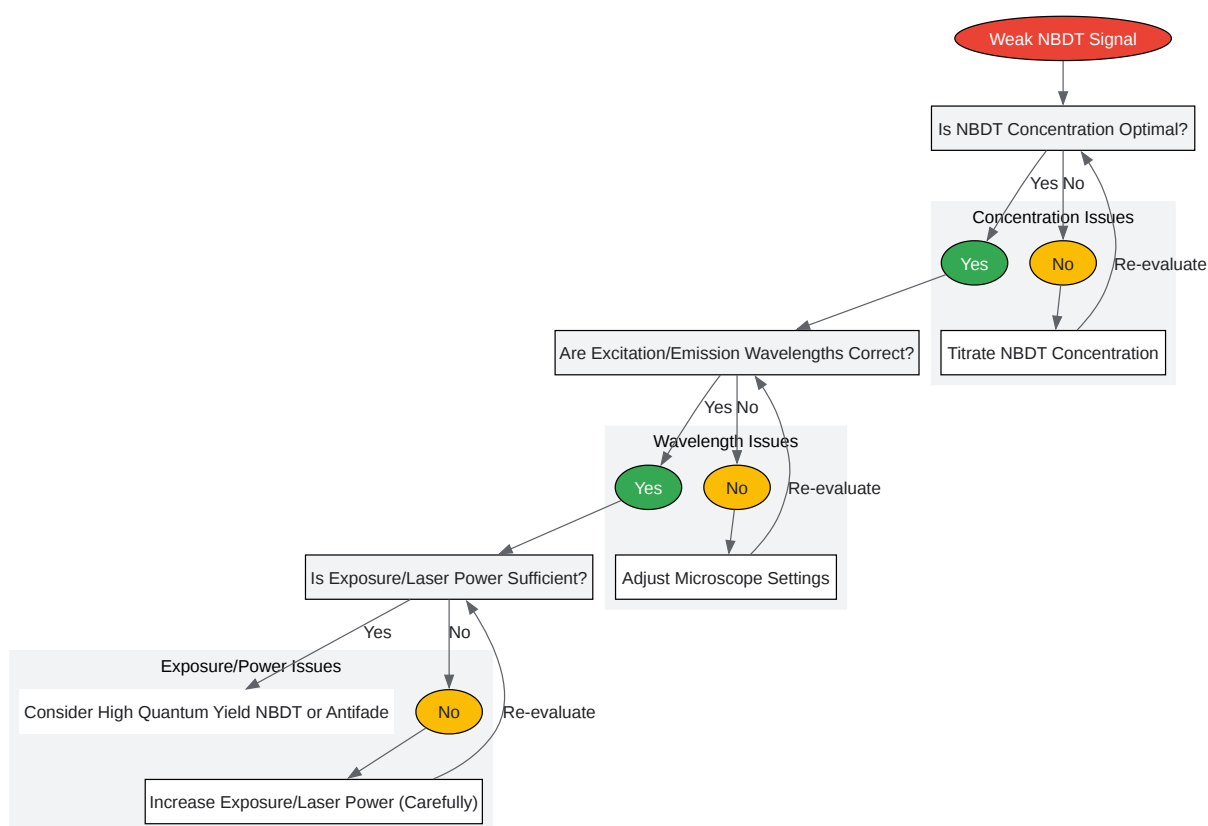 Weak NBDT Signal
Is NBDT Concentration Optimal?
Yes
No
Concentration Issues
Yes
No
Re-evaluate
Titrate NBDT Concentration
Are Excitation/Emission Wavelengths Correct?
Yes
No
Wavelength Issues
Yes
No
Re-evaluate
Adjust Microscope Settings
Is Exposure/Laser Power Sufficient?
Yes
No
Exposure/Power Issues
Consider High Quantum Yield NBDT or Antifade
No
Re-evaluate
Increase Exposure/Laser Power (Carefully)